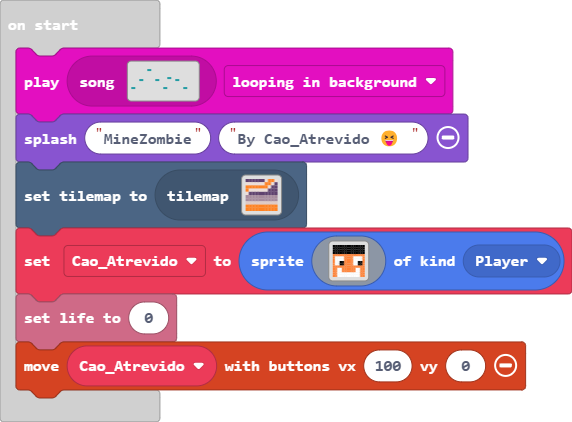 on start
play song looping in background
splash "MineZombie" "By Cao_Atrevido 😝 "
set tilemap to tilemap
set Cao_Atrevido to sprite of kind Player
set life to 0
move Cao_Atrevido with buttons vx 100 vy 0